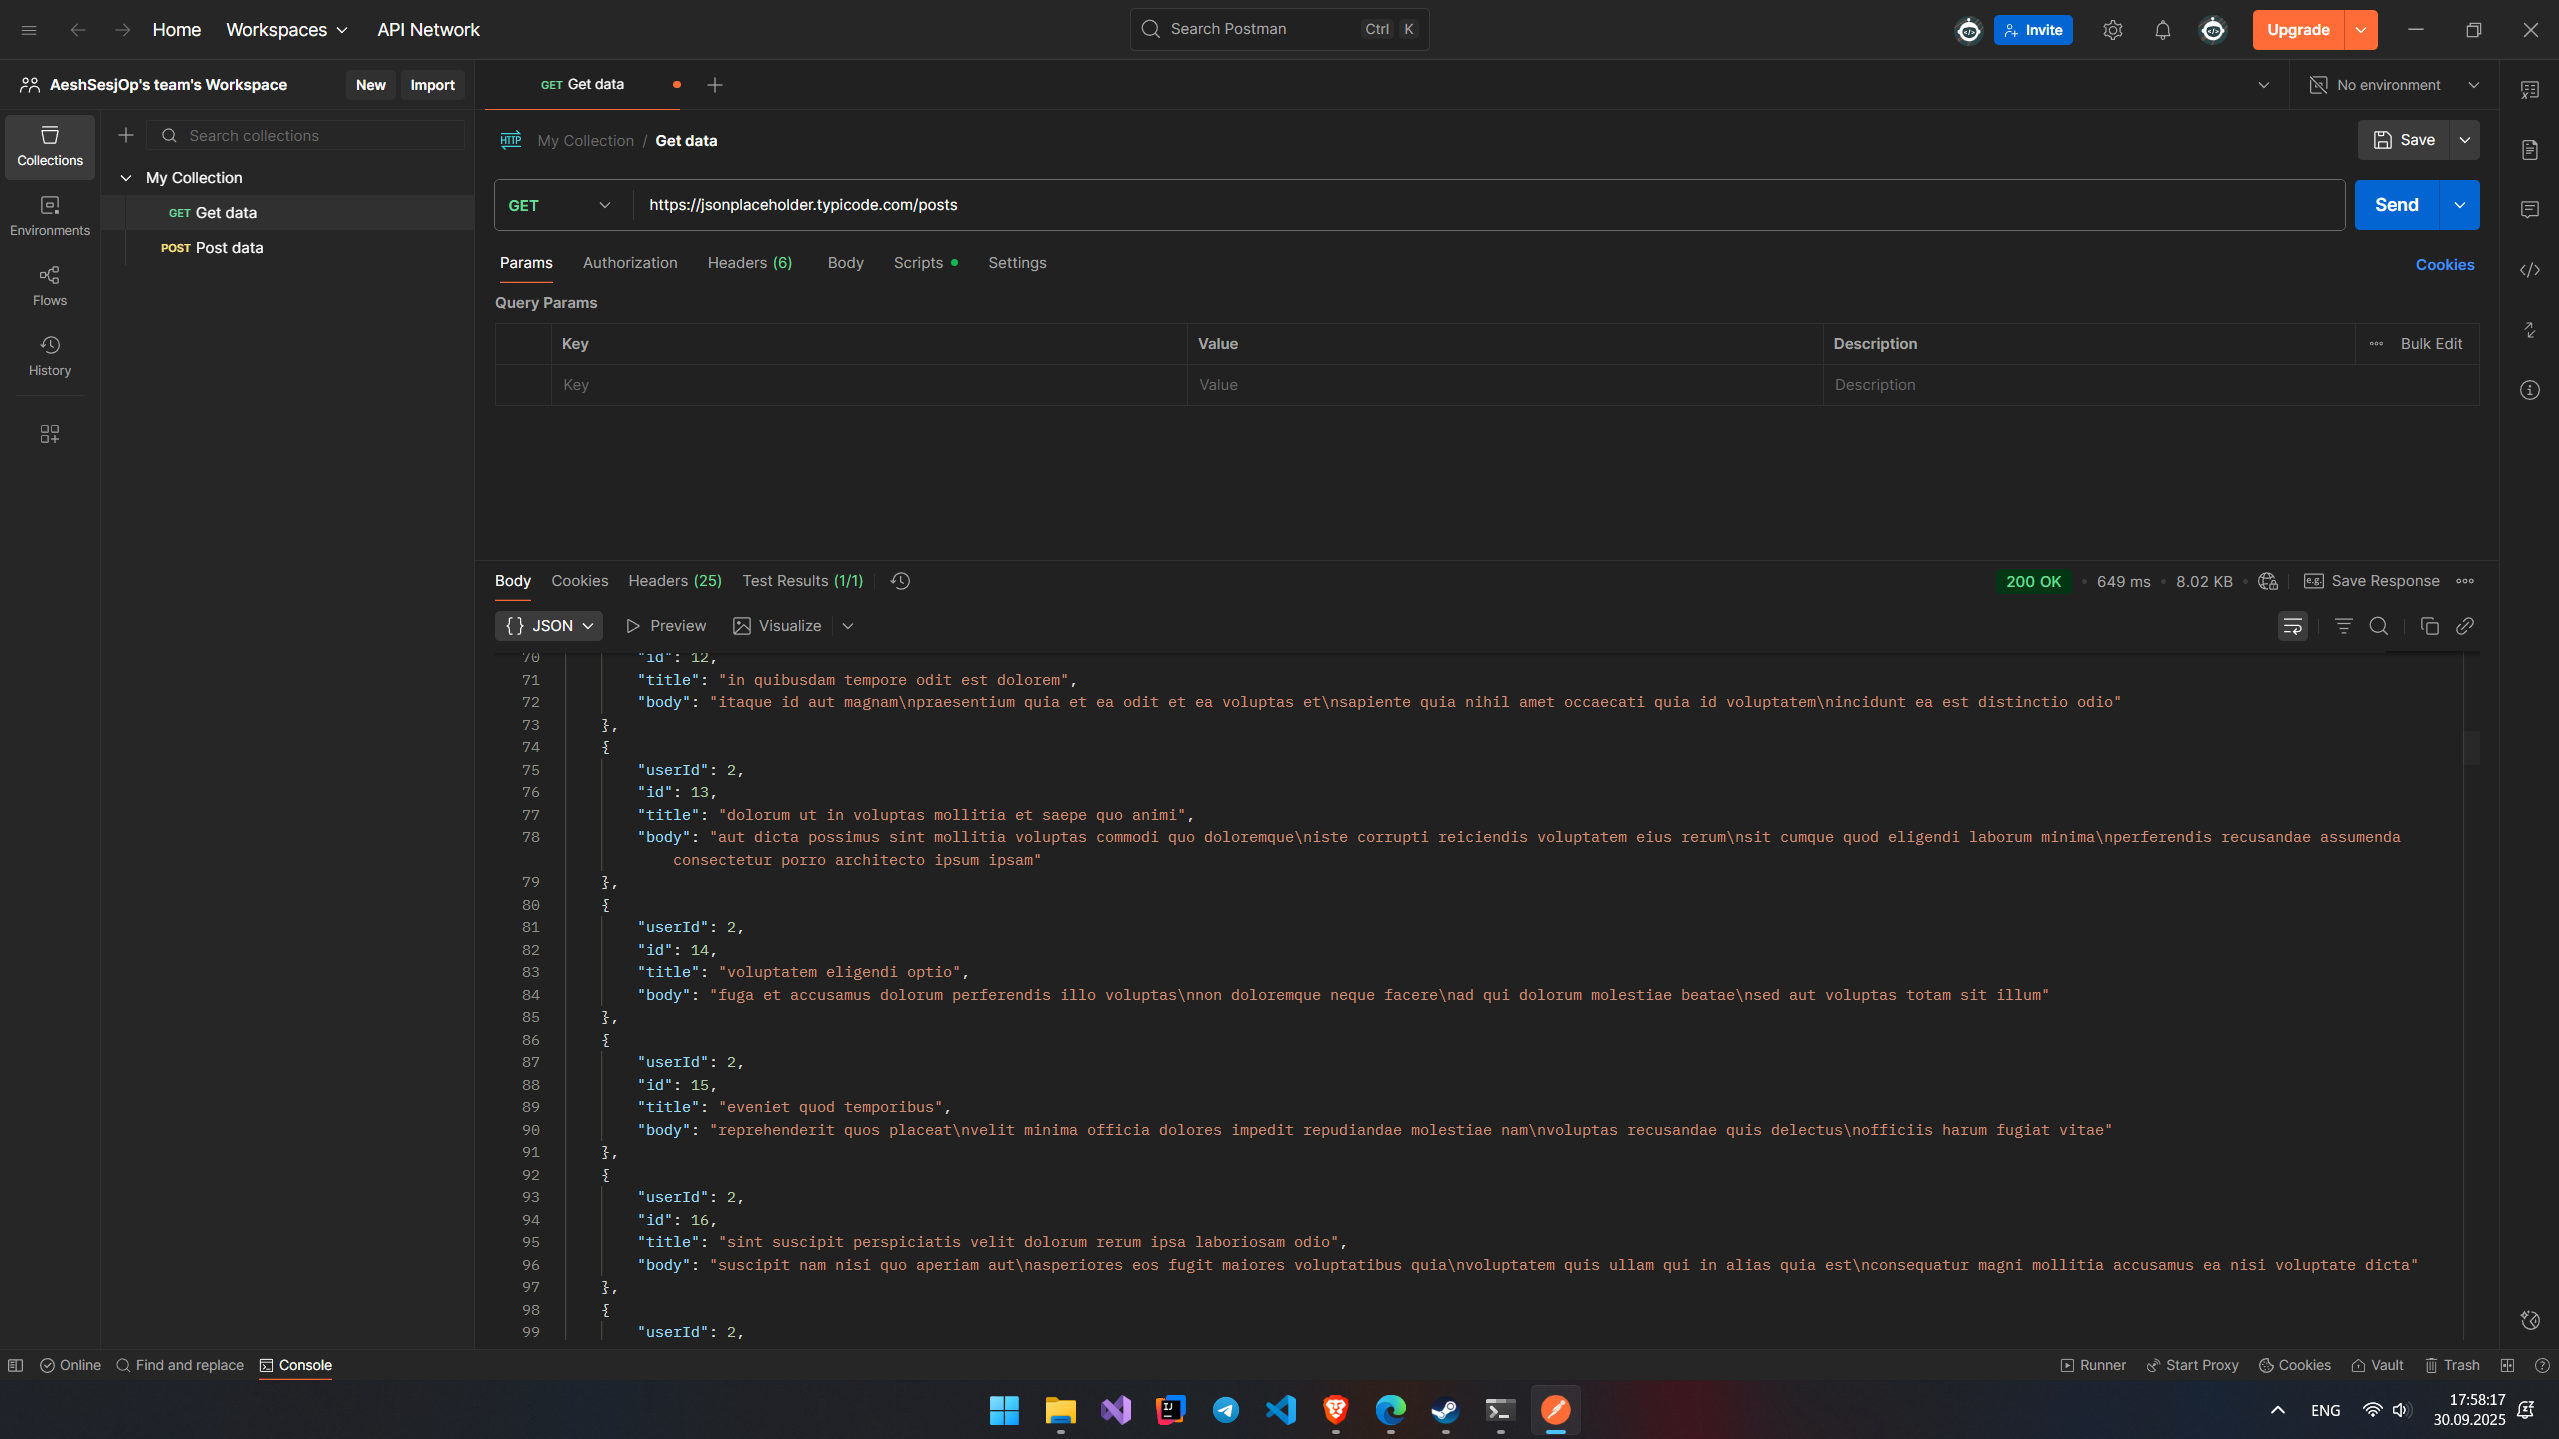 Home Workspaces API Network Search Postman Ctrl K Invite Upgrade
AeshSesjOp's team's Workspace New Import GET Get data No environment
Collections
Environments
Flows
History
Search collections
My Collection
GET Get data
POST Post data
HTTP My Collection / Get data Save
GET https://jsonplaceholder.typicode.com/posts Send
Params Authorization Headers (6) Body Scripts Settings Cookies
Query Params
Key Value Description Bulk Edit
Key Value Description
Body Cookies Headers (25) Test Results (1/1) 200 OK 649 ms 8.02 KB e.g. Save Response
{} JSON Preview Visualize
70 "id": 12,
71 "title": "in quibusdam tempore odit est dolorem",
72 "body": "itaque id aut magnam\npraesentium quia et ea odit et ea voluptas et\nsapiente quia nihil amet occaecati quia id voluptatem\nincidunt ea est distinctio odio"
73 },
74 {
75 "userId": 2,
76 "id": 13,
77 "title": "dolorum ut in voluptas mollitia et saepe quo animi",
78 "body": "aut dicta possimus sint mollitia voluptas commodi quo doloremque\niste corrupti reiciendis voluptatem eius rerum\nsit cumque quod eligendi laborum minima\nperferendis recusandae assumenda
consectetur porro architecto ipsum ipsam"
79 },
80 {
81 "userId": 2,
82 "id": 14,
83 "title": "voluptatem eligendi optio",
84 "body": "fuga et accusamus dolorum perferendis illo voluptas\nnon doloremque neque facere\nad qui dolorum molestiae beatae\nsed aut voluptas totam sit illum"
85 },
86 {
87 "userId": 2,
88 "id": 15,
89 "title": "eveniet quod temporibus",
90 "body": "reprehenderit quos placeat\nvelit minima officia dolores impedit repudiandae molestiae nam\nvoluptas recusandae quis delectus\nofficiis harum fugiat vitae"
91 },
92 {
93 "userId": 2,
94 "id": 16,
95 "title": "sint suscipit perspiciatis velit dolorum rerum ipsa laboriosam odio",
96 "body": "suscipit nam nisi quo aperiam aut\nasperiores eos fugit maiores voluptatibus quia\nvoluptatem quis ullam qui in alias quia est\nconsequatur magni mollitia accusamus ea nisi voluptate dicta"
97 },
98 {
99 "userId": 2,
Online Find and replace Console Runner Start Proxy Cookies Vault Trash
ENG 17:58:17
30.09.2025